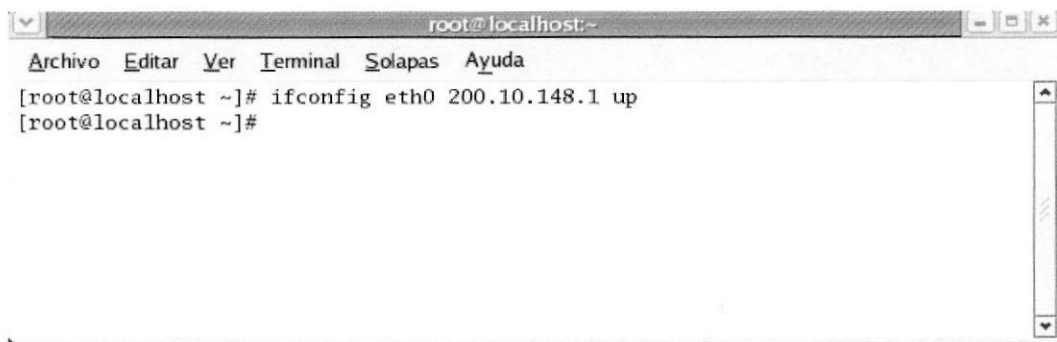 root@localhost:~
Archivo Editar Ver Terminal Solapas Ayuda
[root@localhost ~]# ifconfig eth0 200.10.148.1 up
[root@localhost ~]#